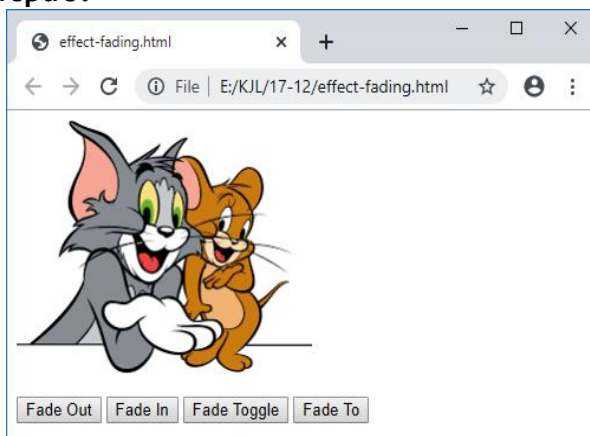 effect-fading.html
File | E:/KJL/17-12/effect-fading.html
Fade Out Fade In Fade Toggle Fade To